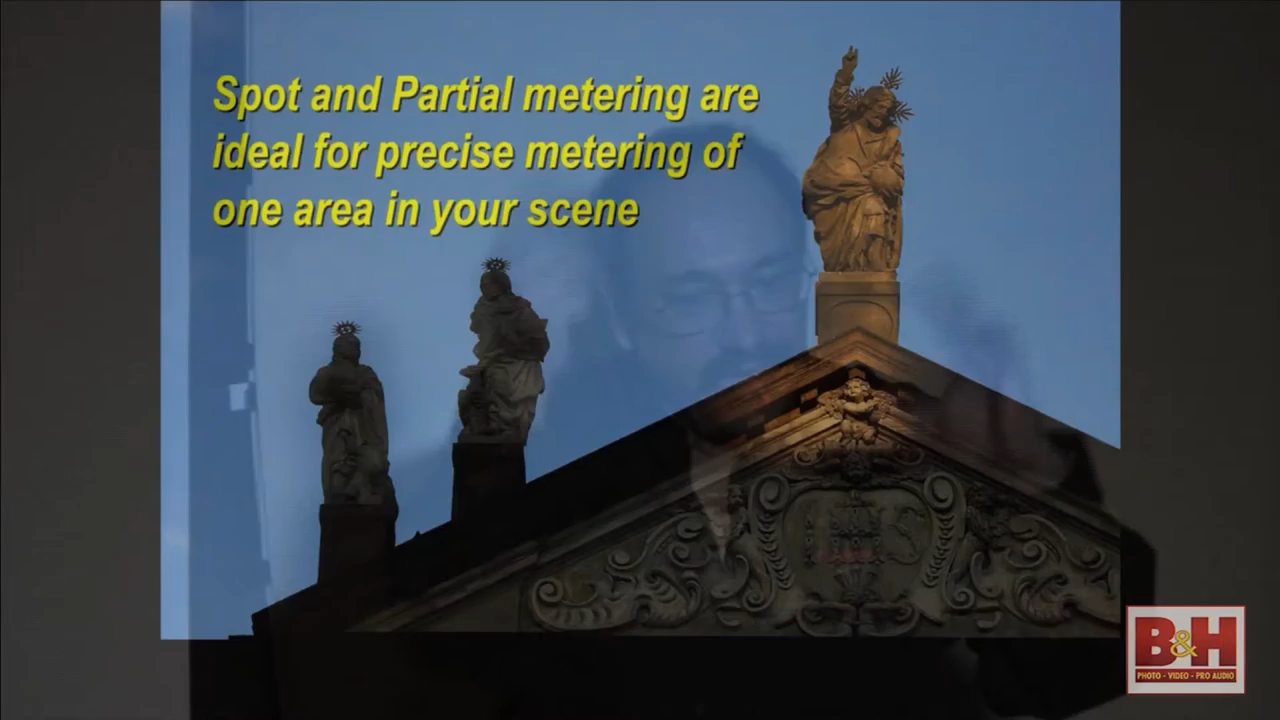 Spot and Partial metering are
ideal for precise metering of
one area in your scene
B&H
PHOTO - VIDEO - PRO AUDIO